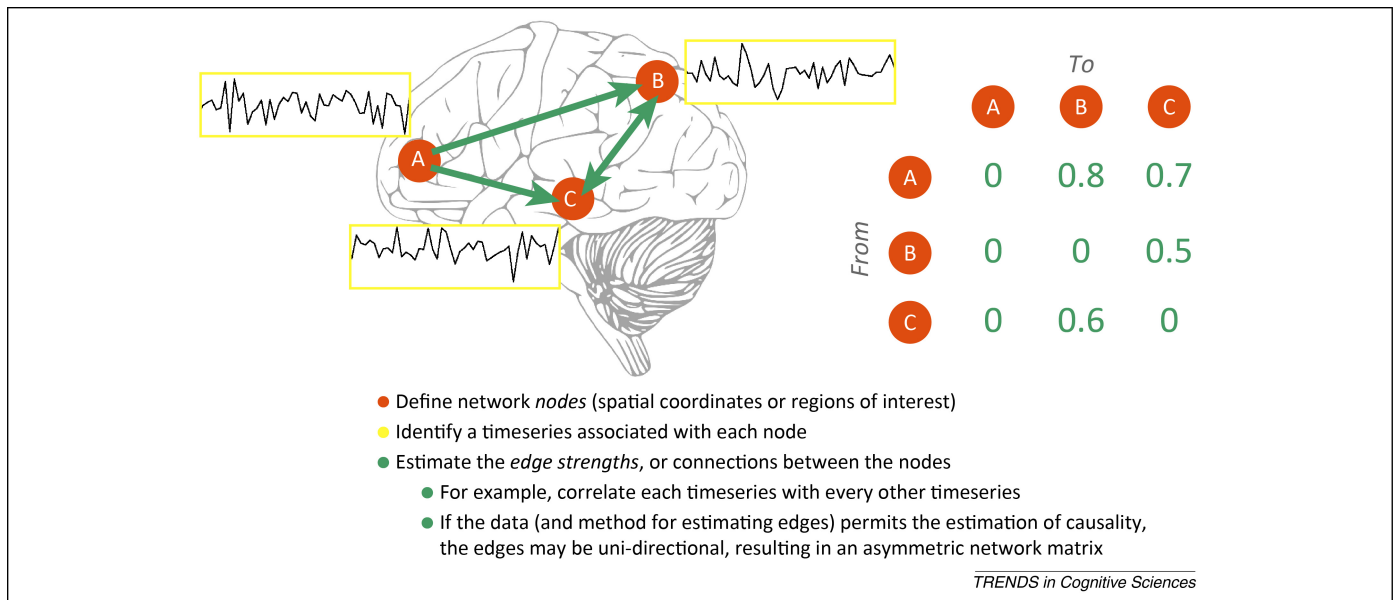 To
A B C
A 0 0.8 0.7
From
B 0 0 0.5
C 0 0.6 0
B
A
C
Define network nodes (spatial coordinates or regions of interest)
Identify a timeseries associated with each node
Estimate the edge strengths, or connections between the nodes
For example, correlate each timeseries with every other timeseries
If the data (and method for estimating edges) permits the estimation of causality,
the edges may be uni-directional, resulting in an asymmetric network matrix
TRENDS in Cognitive Sciences